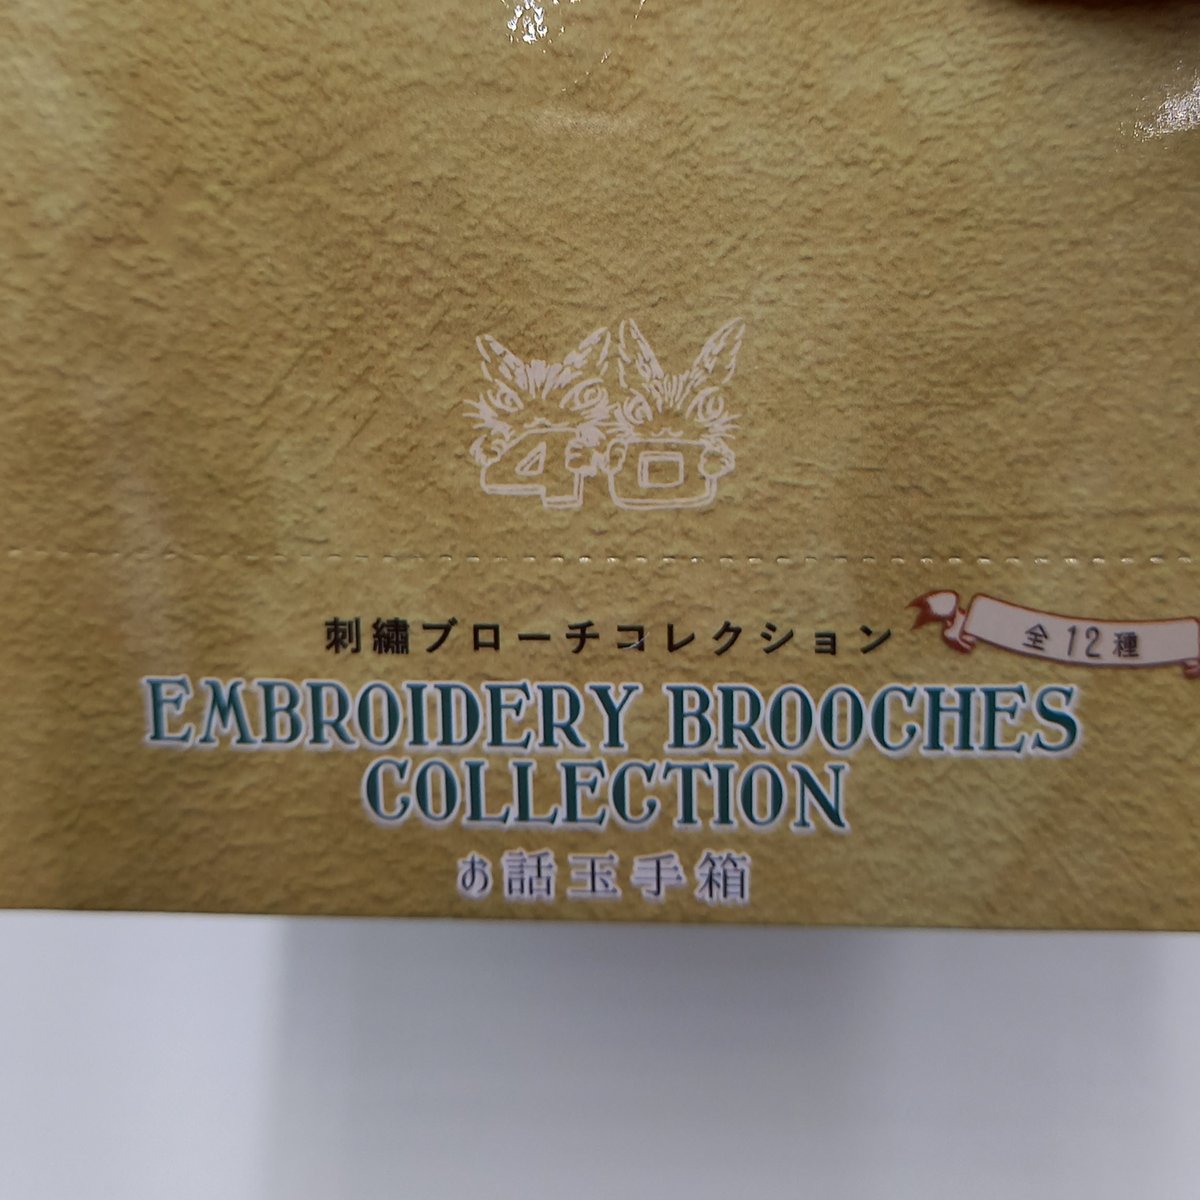 40
刺繍ブローチコレクション
全12種
EMBROIDERY BROOCHES
COLLECTION
お話玉手箱